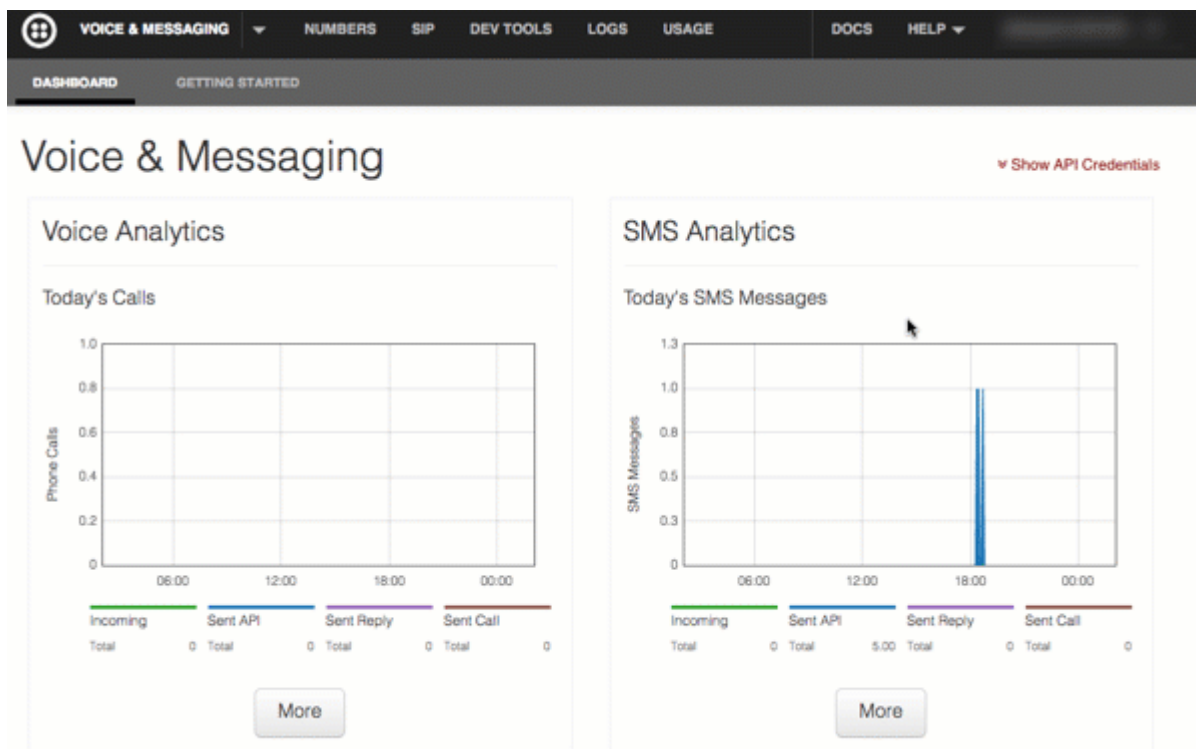 VOICE & MESSAGING NUMBERS SIP DEV TOOLS LOGS USAGE DOCS HELP
DASHBOARD GETTING STARTED
Voice & Messaging
Show API Credentials
Voice Analytics
Today's Calls
Phone Calls
1.0
0.8
0.6
0.4
0.2
0
06:00 12:00 18:00 00:00
Incoming Sent API Sent Reply Sent Call
Total 0 Total 0 Total 0 Total 0
More
SMS Analytics
Today's SMS Messages
SMS Messages
1.3
1.0
0.8
0.5
0.3
0
06:00 12:00 18:00 00:00
Incoming Sent API Sent Reply Sent Call
Total 0 Total 5.00 Total 0 Total 0
More